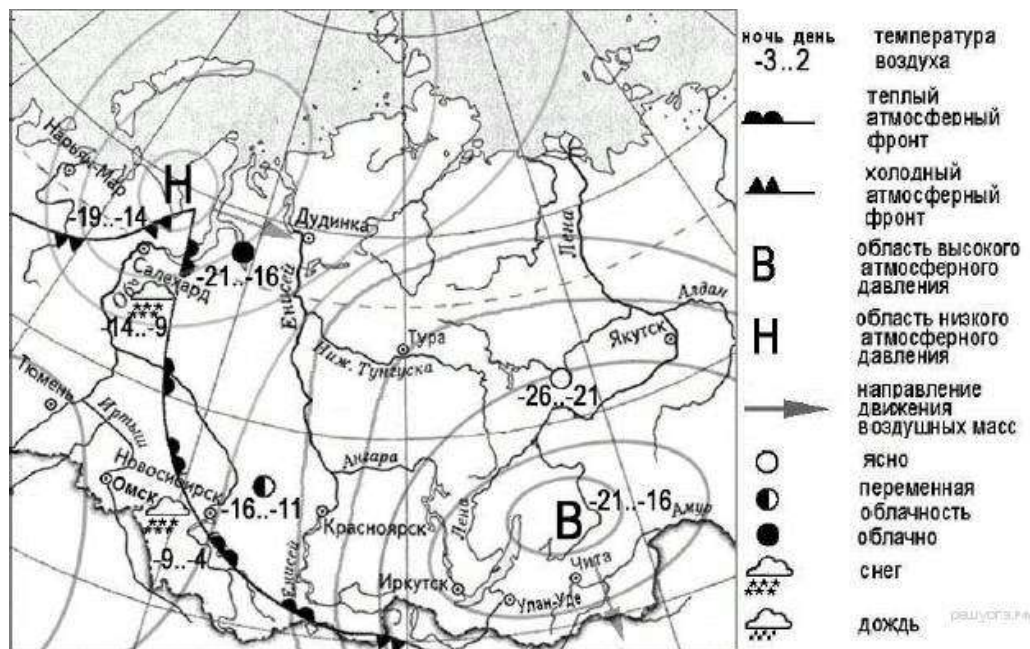 Нарьян-Мар
Н
-19..-14
Дудинка
Салехард
-21..-16
Обь
-14..-9
Енисей
Лена
Алдан
Тура
Ниж. Тунгуска
Якутск
-26..-21
Тюмень
Иртыш
Ангара
Новосибирск
Омск
-16..-11
Красноярск
Лена
В
-21..-16
Амур
-9..-4
Енисей
Иркутск
Улан-Уде
Чита
ночь день
-3..2
температура
воздуха
теплый
атмосферный
фронт
холодный
атмосферный
фронт
В
область высокого
атмосферного
давления
Н
область низкого
атмосферного
давления
направление
движения
воздушных масс
ясно
переменная
облачность
облачно
снег
дождь
решуогэ.рф